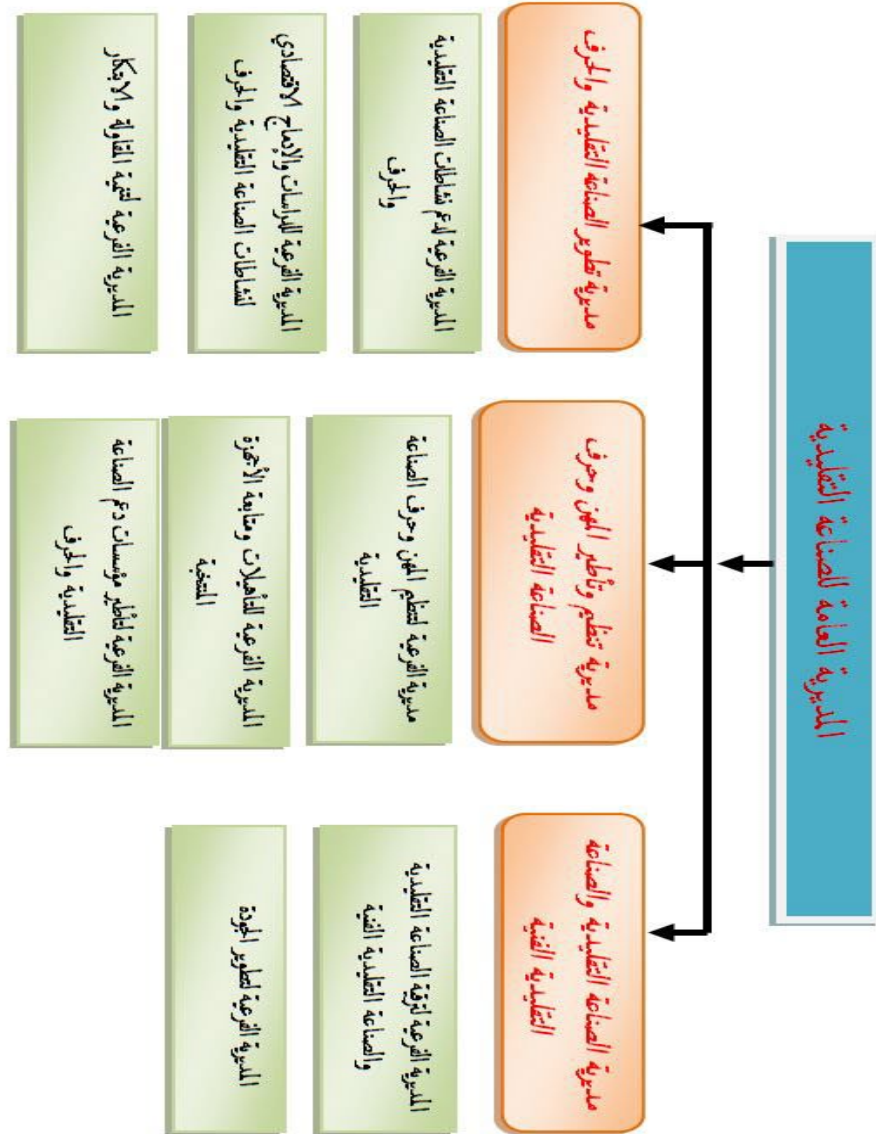 المديرية العامة للصناعة التقليدية
مديرية الصناعة التقليدية والصناعة
التقليدية الفنية
المديرية الفرعية لترقية الصناعة التقليدية
والصناعة التقليدية الفنية
المديرية الفرعية لتطوير الجودة
مديرية تنظيم وتأطير المهن وحرف
الصناعة التقليدية
مديرية الفرعية لتنظيم المهن وحرف الصناعة
التقليدية
المديرية الفرعية للتأهيلات ومتابعة الأجهزة
المنتخبة
المديرية الفرعية لتأطير مؤسسات دعم الصناعة
التقليدية والحرف
مديرية تطوير الصناعة التقليدية والحرف
المديرية الفرعية لدعم نشاطات الصناعة التقليدية
والحرف
المديرية الفرعية للدراسات والإدماج الاقتصادي
لنشاطات الصناعة التقليدية والحرف
المديرية الفرعية لتنمية المقاولة والابتكار